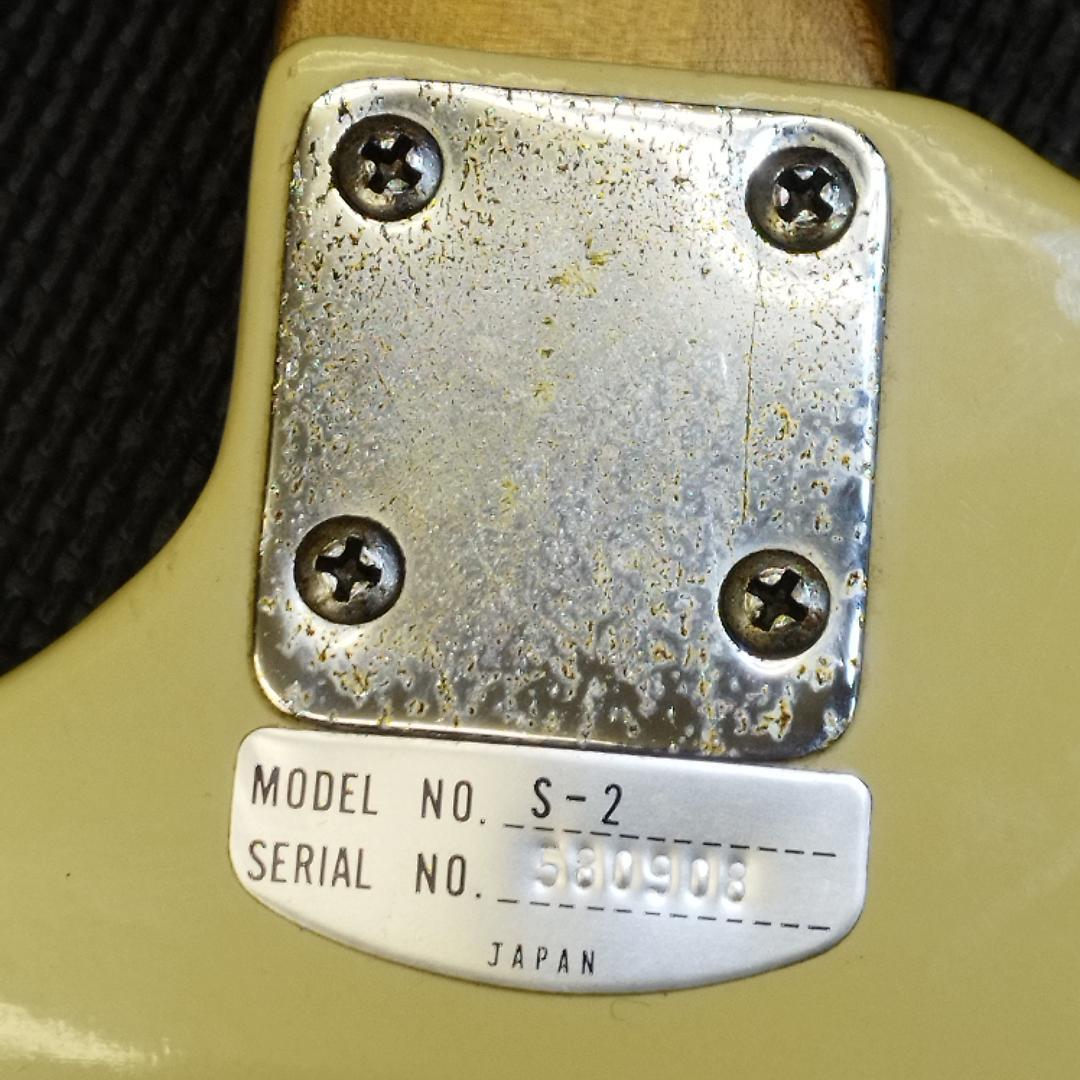 MODEL NO. S-2
SERIAL NO. 580908
JAPAN